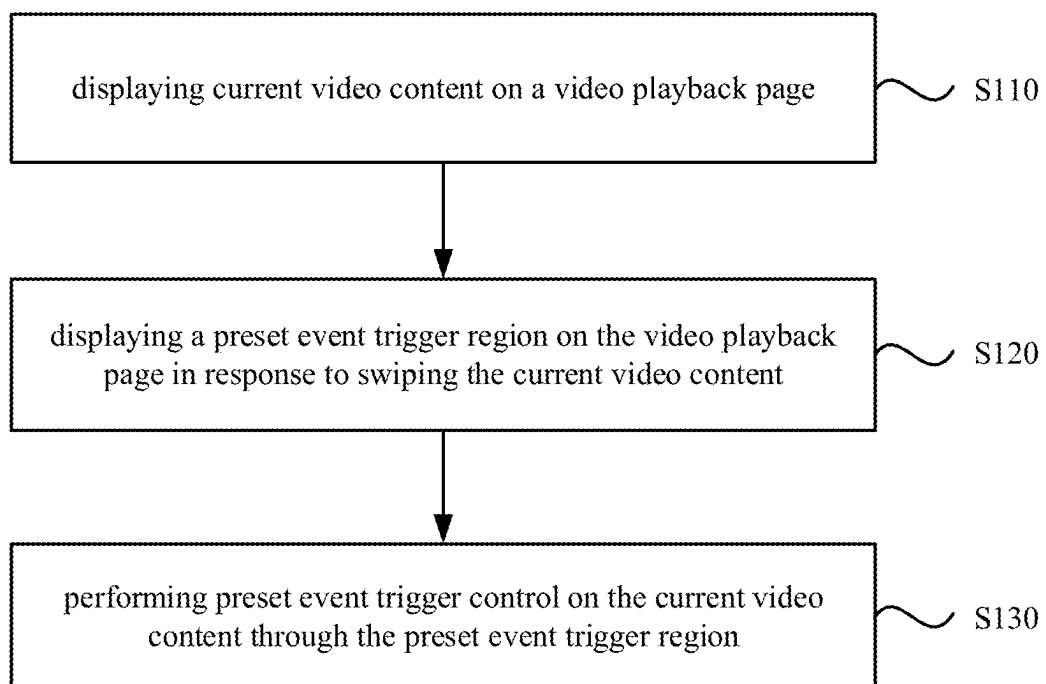 displaying current video content on a video playback page
S110
displaying a preset event trigger region on the video playback
page in response to swiping the current video content
S120
performing preset event trigger control on the current video
content through the preset event trigger region
S130